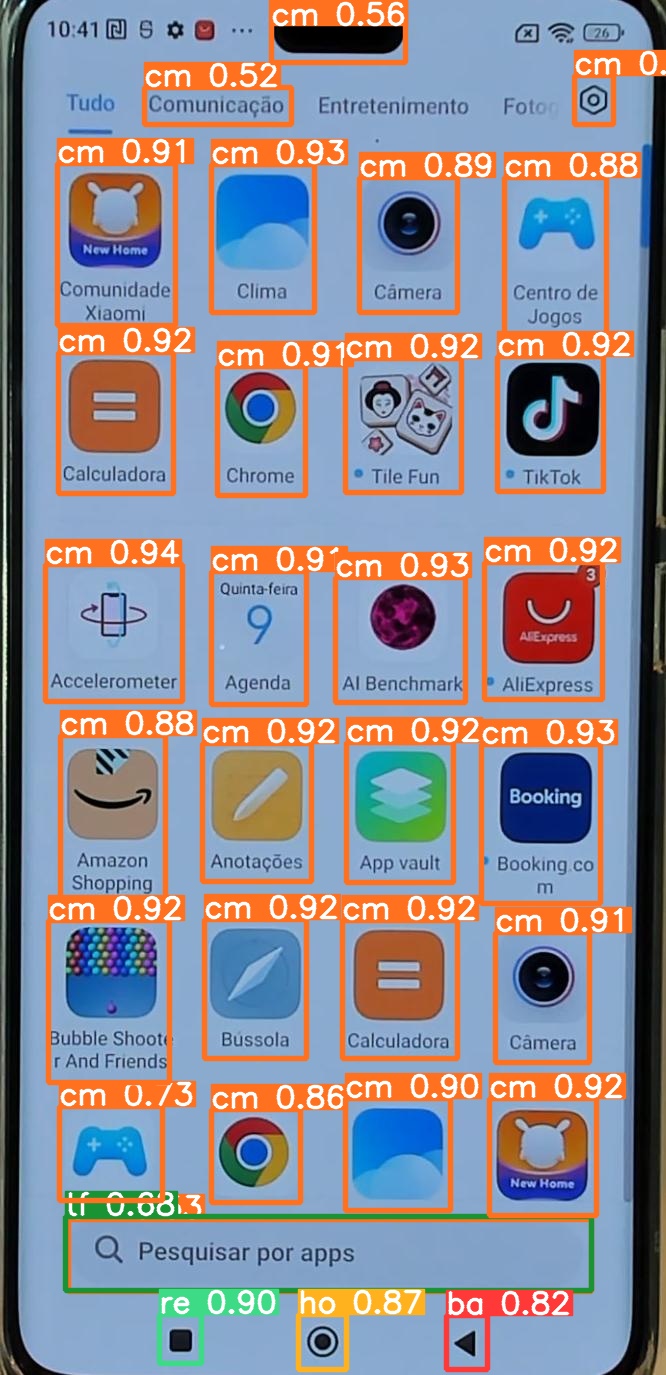 cm 0.56
10:41
26
cm 0.52
cm 0.
Tudo Comunicação Entretenimento Fotog
cm 0.91 cm 0.93 cm 0.89 cm 0.88
New Home
Comunidade Xiaomi Clima Câmera Centro de Jogos
cm 0.92 cm 0.91 cm 0.92 cm 0.92
Calculadora Chrome Tile Fun TikTok
cm 0.94 cm 0.91 cm 0.93 cm 0.92
Quinta-feira
9
3
AliExpress
Accelerometer Agenda AI Benchmark AliExpress
cm 0.88 cm 0.92 cm 0.92 cm 0.93
Booking
Amazon Shopping Anotações App vault Booking.co
m
cm 0.92 cm 0.92 cm 0.92 cm 0.91
Bubble Shoote
r And Friends Bússola Calculadora Câmera
cm 0.73 cm 0.86 cm 0.90 cm 0.92
New Home
tf 0.68
Pesquisar por apps
re 0.90 ho 0.87 ba 0.82